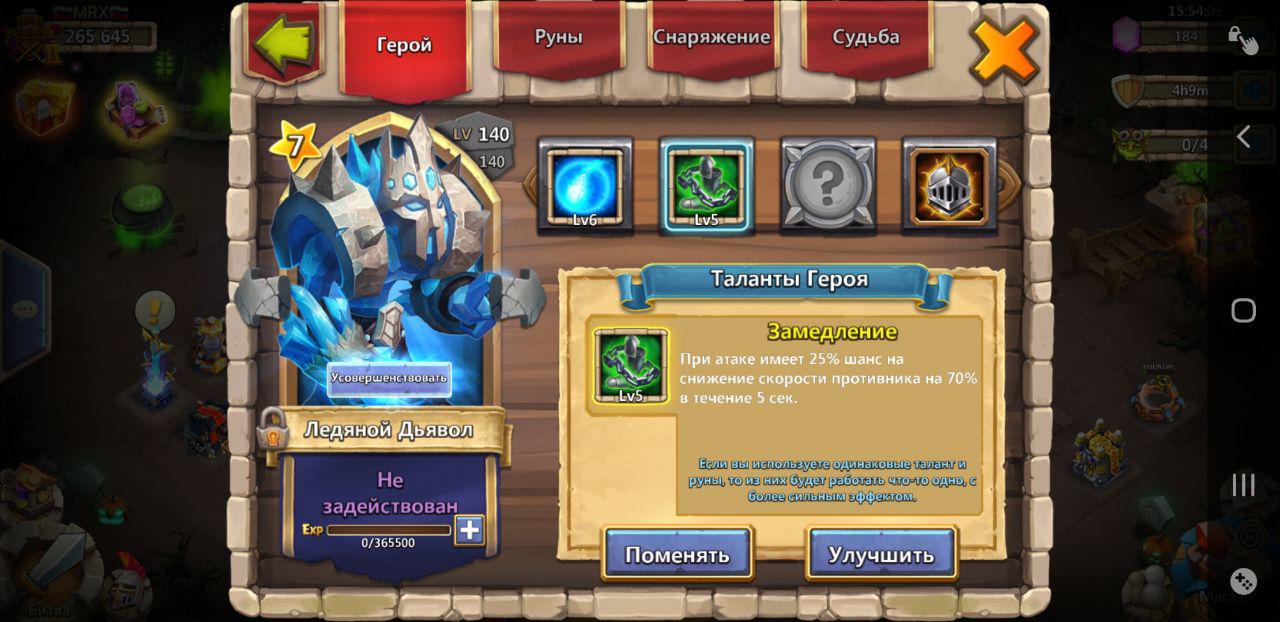 MRX
265 645
Герой
Руны
Снаряжение
Судьба
15:54:09
184
4h9m
0/4
7
LV 140
140
Lv6
Lv5
Таланты Героя
Замедление
При атаке имеет 25% шанс на
снижение скорости противника на 70%
в течение 5 сек.
Lv5
Если вы используете одинаковые талант и
руны, то из них будет работать что-то одно, с
более сильным эффектом.
Усовершенствовать
Ледяной Дьявол
Не
задействован
Exp
0/365500
Поменять
Улучшить
Битва